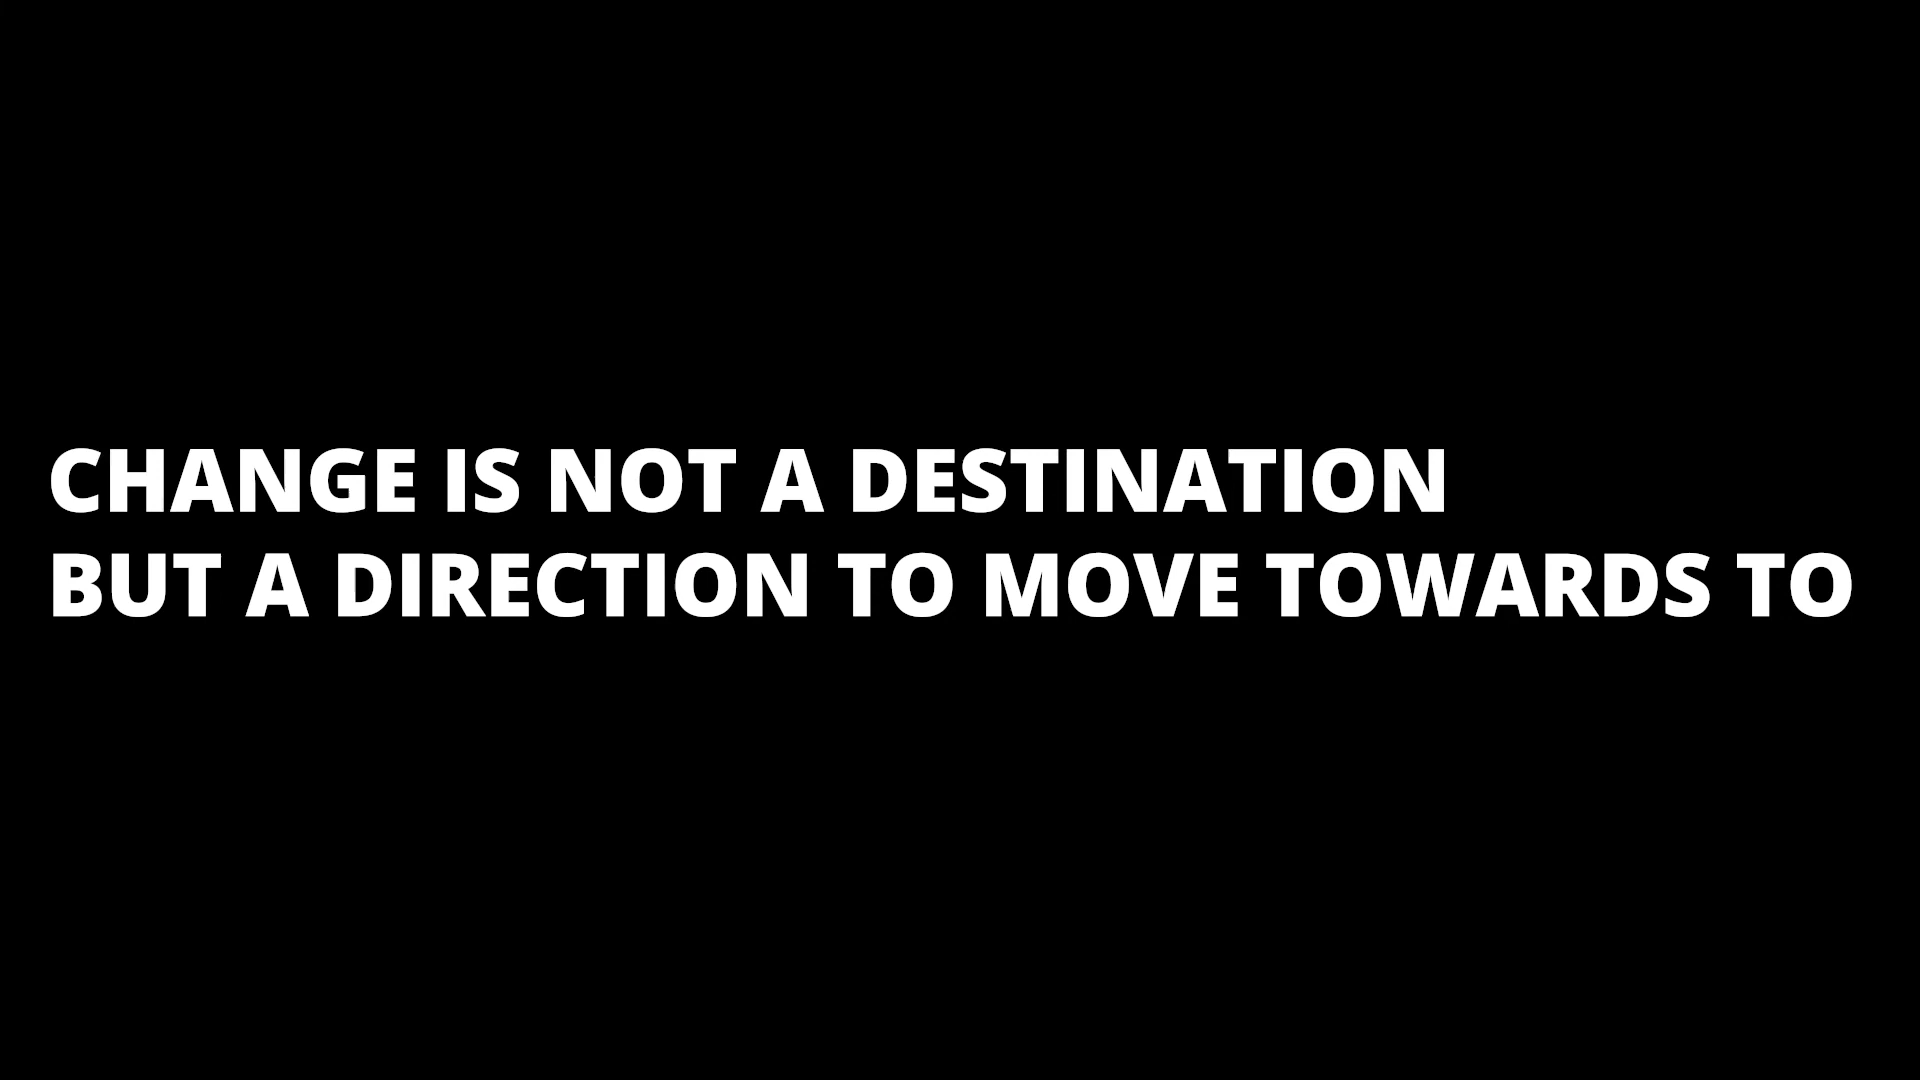 CHANGE IS NOT A DESTINATION
BUT A DIRECTION TO MOVE TOWARDS TO